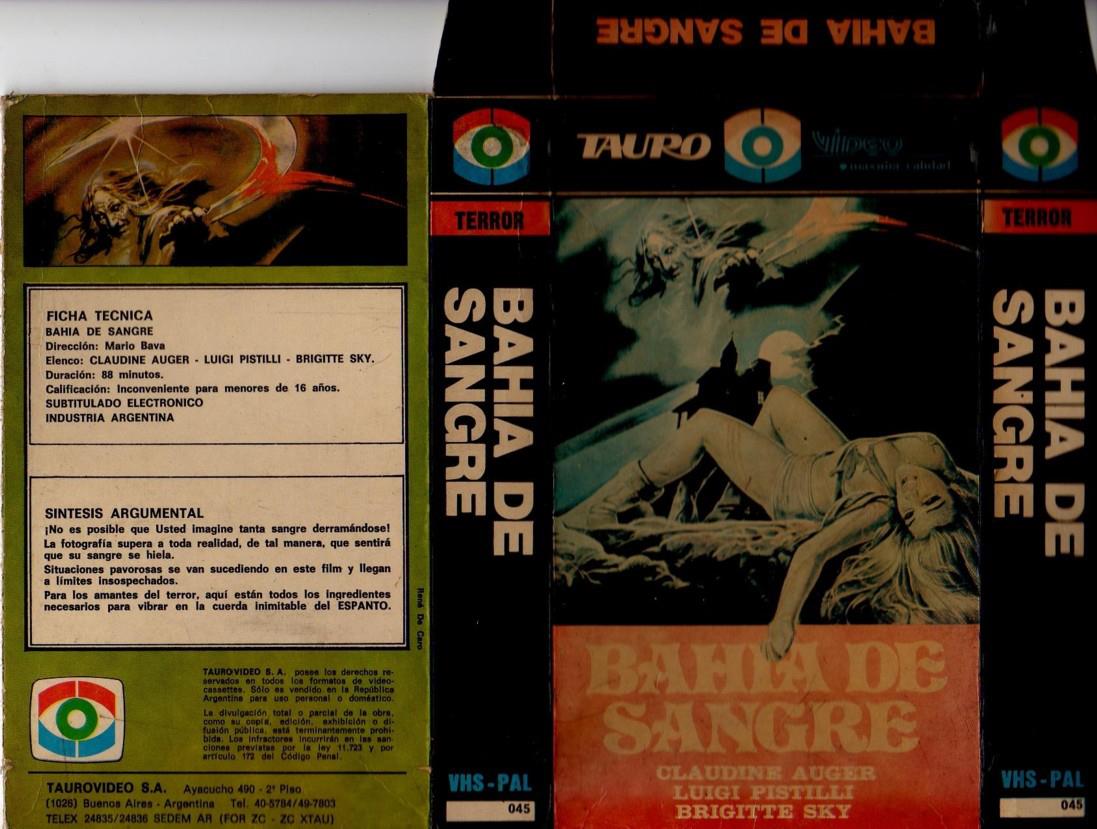 BAHIA DE SANGRE
FICHA TECNICA
BAHIA DE SANGRE
Dirección: Mario Bava
Elenco: CLAUDINE AUGER - LUIGI PISTILLI - BRIGITTE SKY.
Duración: 88 minutos.
Calificación: Inconveniente para menores de 16 años.
SUBTITULADO ELECTRONICO
INDUSTRIA ARGENTINA
SINTESIS ARGUMENTAL
¡No es posible que Usted imagine tanta sangre derramándose!
La fotografía supera a toda realidad, de tal manera, que sentirá
que su sangre se hiela.
Situaciones pavorosas se van sucediendo en este film y llegan
a límites insospechados.
Para los amantes del terror, aquí están todos los ingredientes
necesarios para vibrar en la cuerda inimitable del ESPANTO.
René De Caro
TAUROVIDEO S. A. posee los derechos re-
servados en todos los formatos de video-
cassettes. Sólo es vendido en la República
Argentina para uso personal o doméstico.
La divulgación total o parcial de la obra,
como su copia, edición, exhibición o di-
fusión pública, está terminantemente prohi-
bida. Los infractores incurrirán en las san-
ciones previstas por la ley 11.723 y por
artículo 172 del Código Penal.
TAUROVIDEO S.A. Ayacucho 490 - 2º Piso
(1026) Buenos Aires - Argentina Tel. 40-5784/49-7803
TELEX 24835/24836 SEDEM AR (FOR ZC - ZC XTAU)
TERROR
BAHIA DE
SANGRE
VHS-PAL
045
TAURO VIDEO
máxima calidad
BAHIA DE
SANGRE
CLAUDINE AUGER
LUIGI PISTILLI
BRIGITTE SKY
TERROR
BAHIA DE
SANGRE
VHS-PAL
045